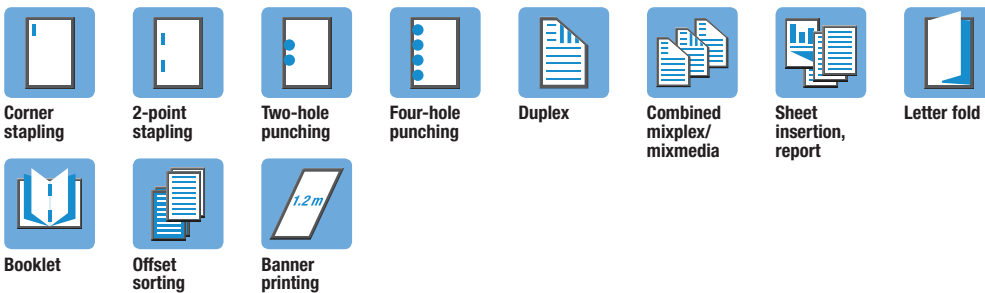 Corner
stapling
2-point
stapling
Two-hole
punching
Four-hole
punching
Duplex
Combined
mixplex/
mixmedia
Sheet
insertion,
report
Letter fold
Booklet
Offset
sorting
1.2 m
Banner
printing